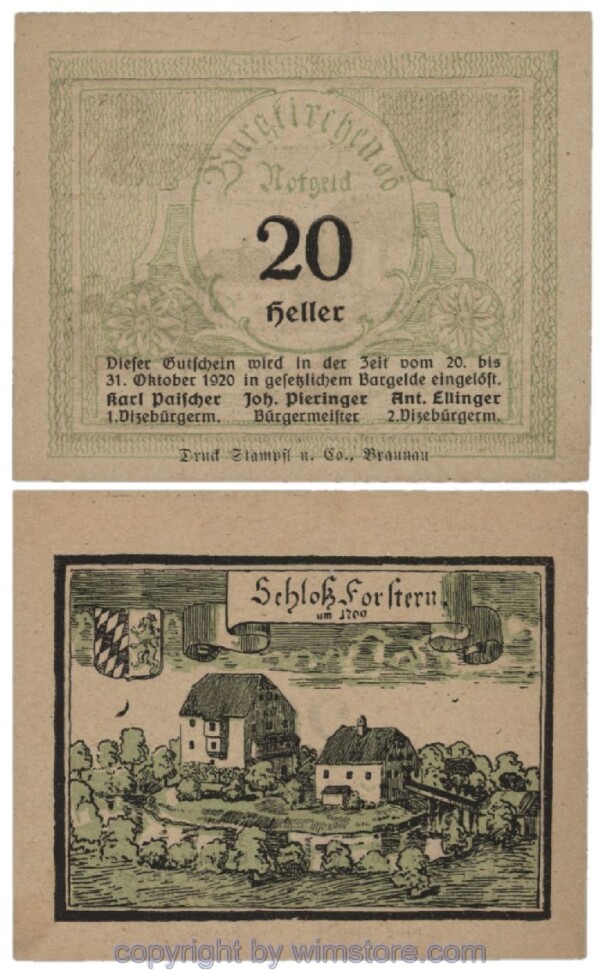 Burgkirchen OÖ
Notgeld
20
Heller
Dieser Gutschein wird in der Zeit vom 20. bis
31. Oktober 1920 in gesetzlichem Bargelde eingelöst.
Karl Paischer Joh. Pieringer Ant. Ellinger
1.Vizebürgerm. Bürgermeister 2.Vizebürgerm.
Druck Stampfl u. Co., Braunau
Schloß Forstern
um 1700
copyright by wimstore.com